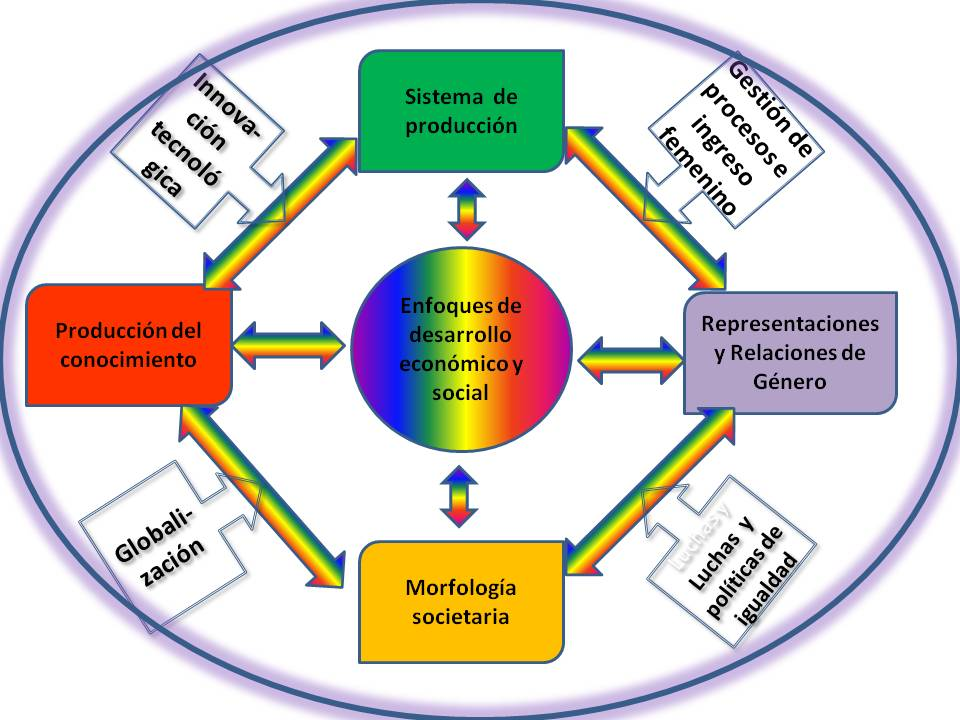 Innova-
ción
tecnoló
gica
Sistema de
producción
Gestión de
procesos e
ingreso
femenino
Producción del
conocimiento
Enfoques de
desarrollo
económico y
social
Representaciones
y Relaciones de
Género
Globali-
zación
Morfología
societaria
Luchas y
Luchas y
políticas de
igualdad